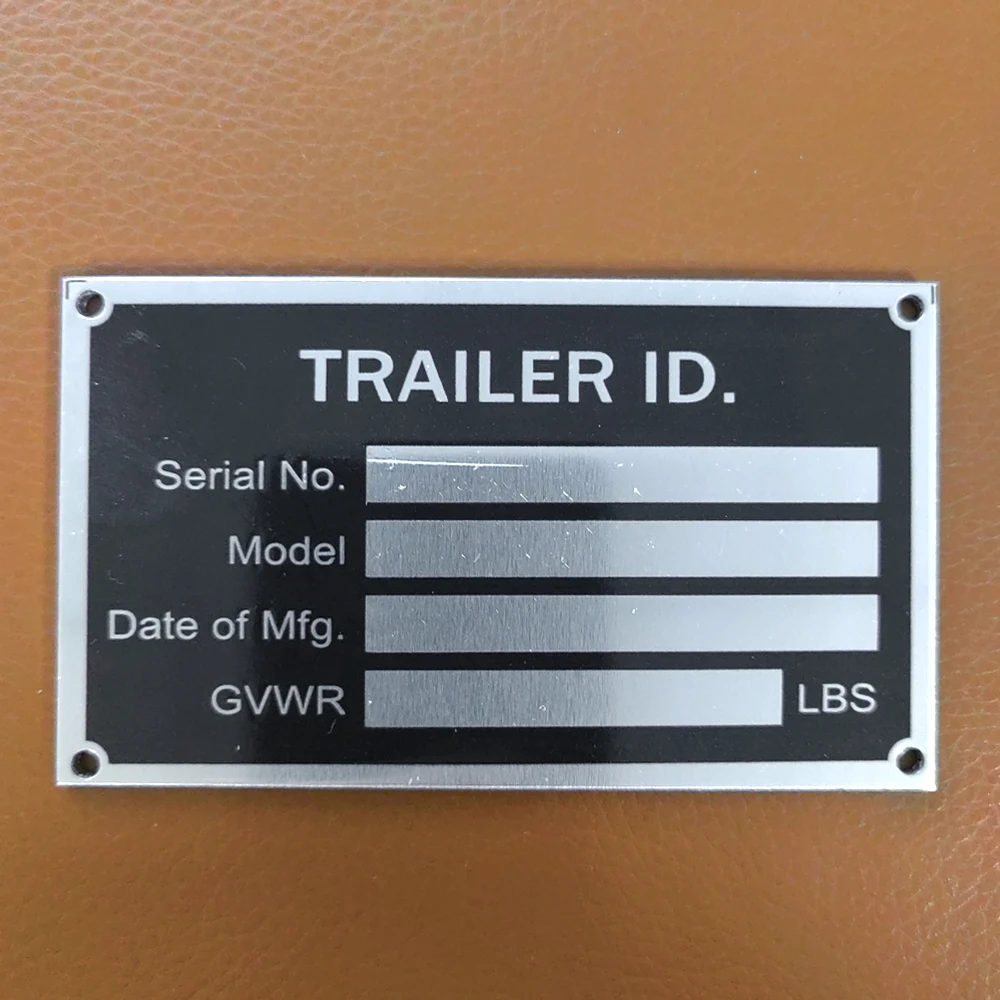 TRAILER ID.
Serial No.
Model
Date of Mfg.
GVWR LBS